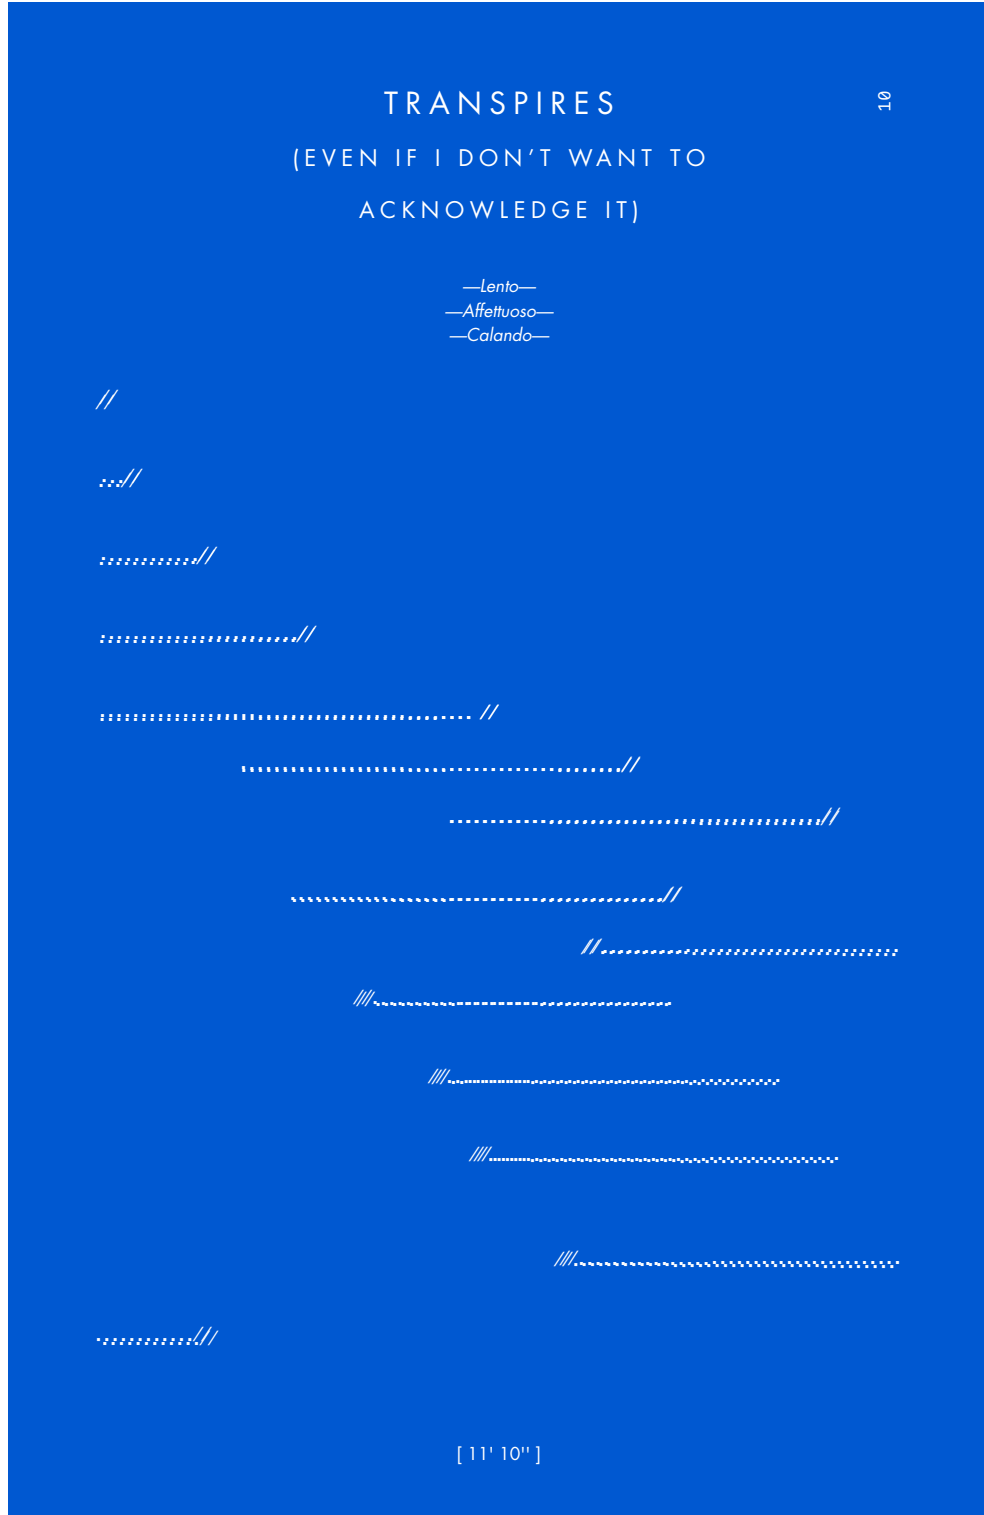 TRANSPIRES
10
(EVEN IF I DON’T WANT TO
ACKNOWLEDGE IT)
—Lento—
—Affettuoso—
—Calando—
//
//
//
//
//
//
//
//
//
////
////
////
////
///
[ 11' 10'' ]